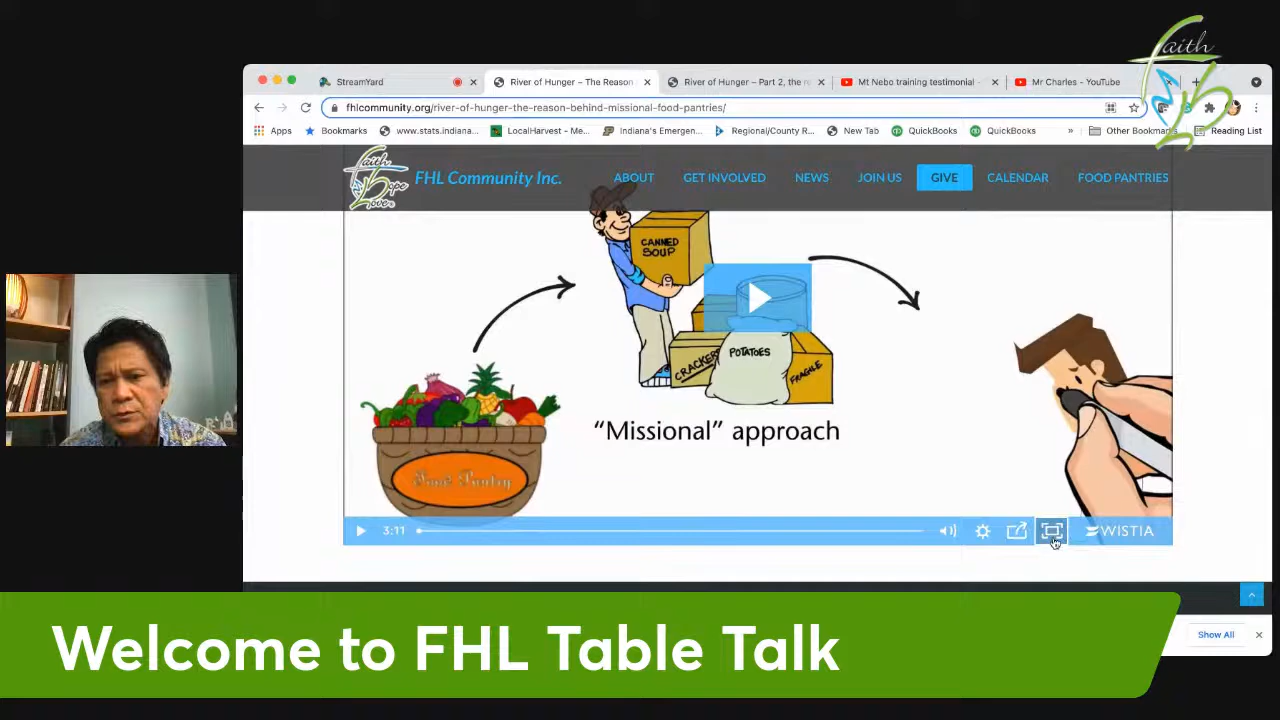 faith
StreamYard
River of Hunger – The Reason
River of Hunger – Part 2, the r
Mt Nebo training testimonial -
Mr Charles - YouTube
fhlcommunity.org/river-of-hunger-the-reason-behind-missional-food-pantries/
Apps
Bookmarks
www.stats.indiana...
LocalHarvest - Me...
Indiana's Emergen...
Regional/County R...
New Tab
QuickBooks
QuickBooks
»
Other Bookmarks
Reading List
faith
Hope
Love
FHL Community Inc.
ABOUT
GET INVOLVED
NEWS
JOIN US
GIVE
CALENDAR
FOOD PANTRIES
CANNED
SOUP
CRACKERS
POTATOES
FRAGILE
"Missional" approach
Food Pantry
3:11
WISTIA
Welcome to FHL Table Talk
Show All